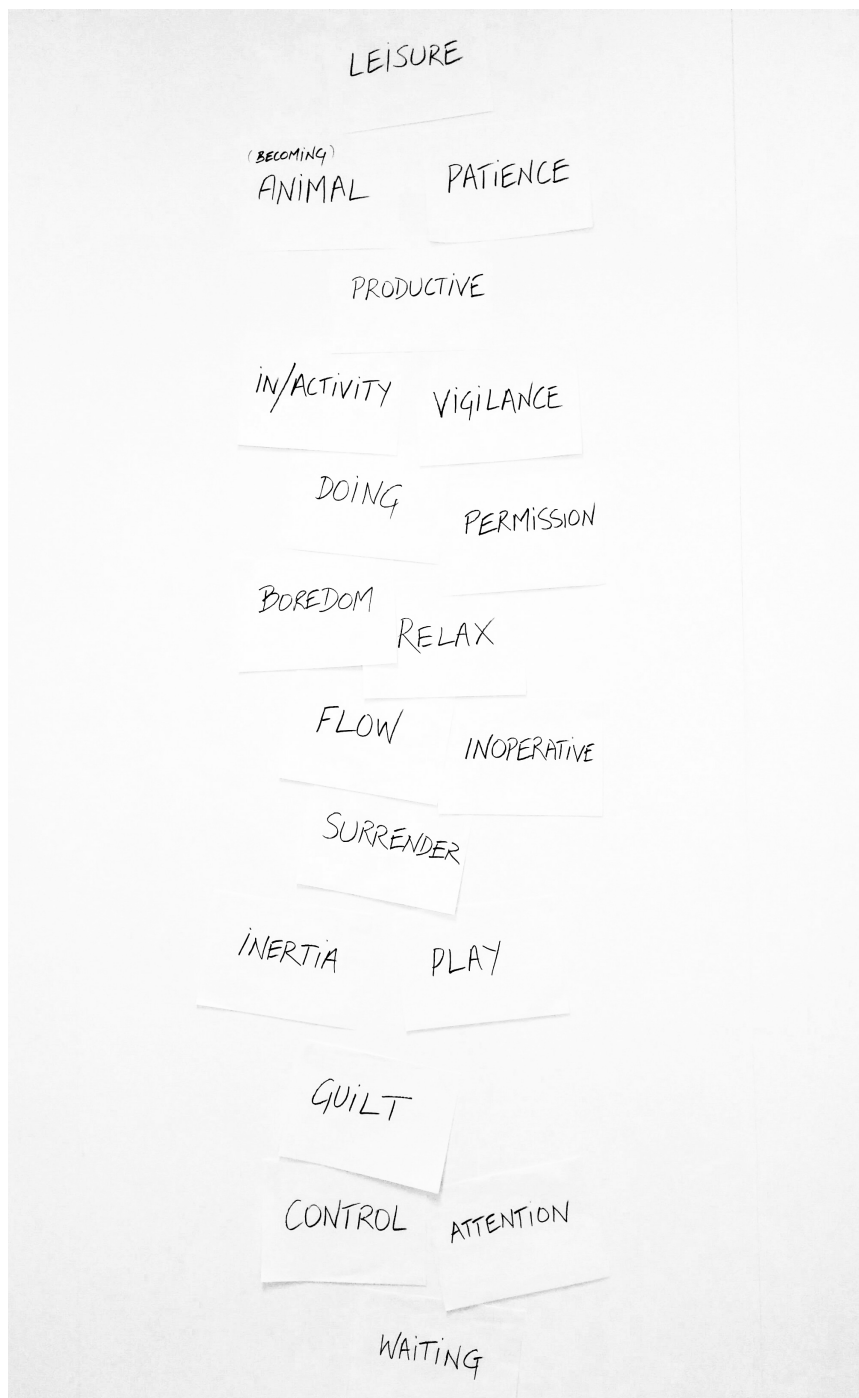 LEISURE
(BECOMING)
ANIMAL
PATIENCE
PRODUCTIVE
IN/ACTIVITY
VIGILANCE
DOING
PERMISSION
BOREDOM
RELAX
FLOW
INOPERATIVE
SURRENDER
INERTIA
PLAY
GUILT
CONTROL
ATTENTION
WAITING